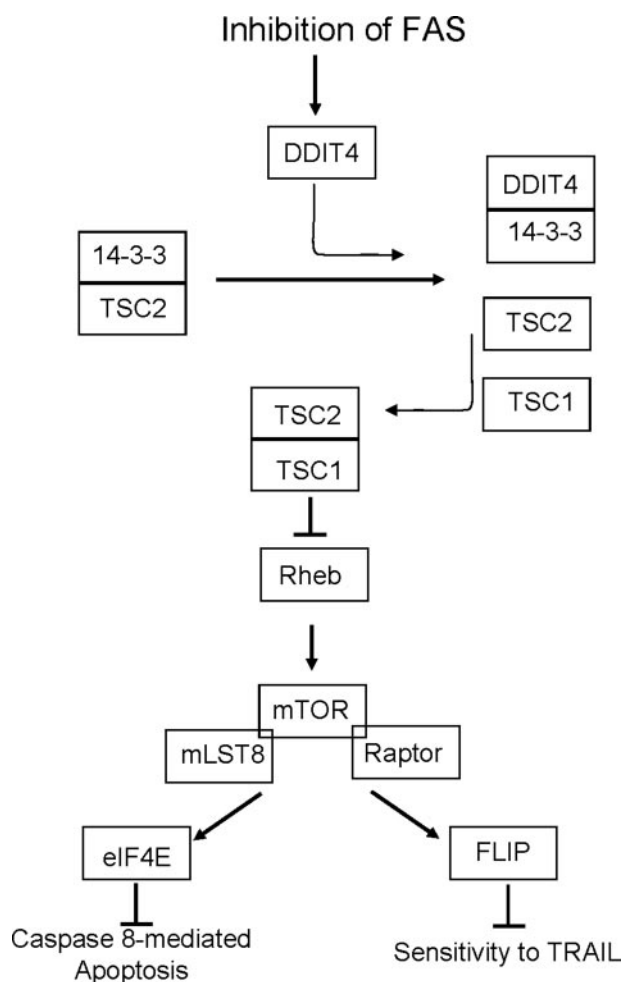 Inhibition of FAS
DDIT4
DDIT4
14-3-3
14-3-3
TSC2
TSC2
TSC1
TSC2
TSC1
Rheb
mTOR
mLST8
Raptor
eIF4E
FLIP
Caspase 8-mediated
Apoptosis
Sensitivity to TRAIL